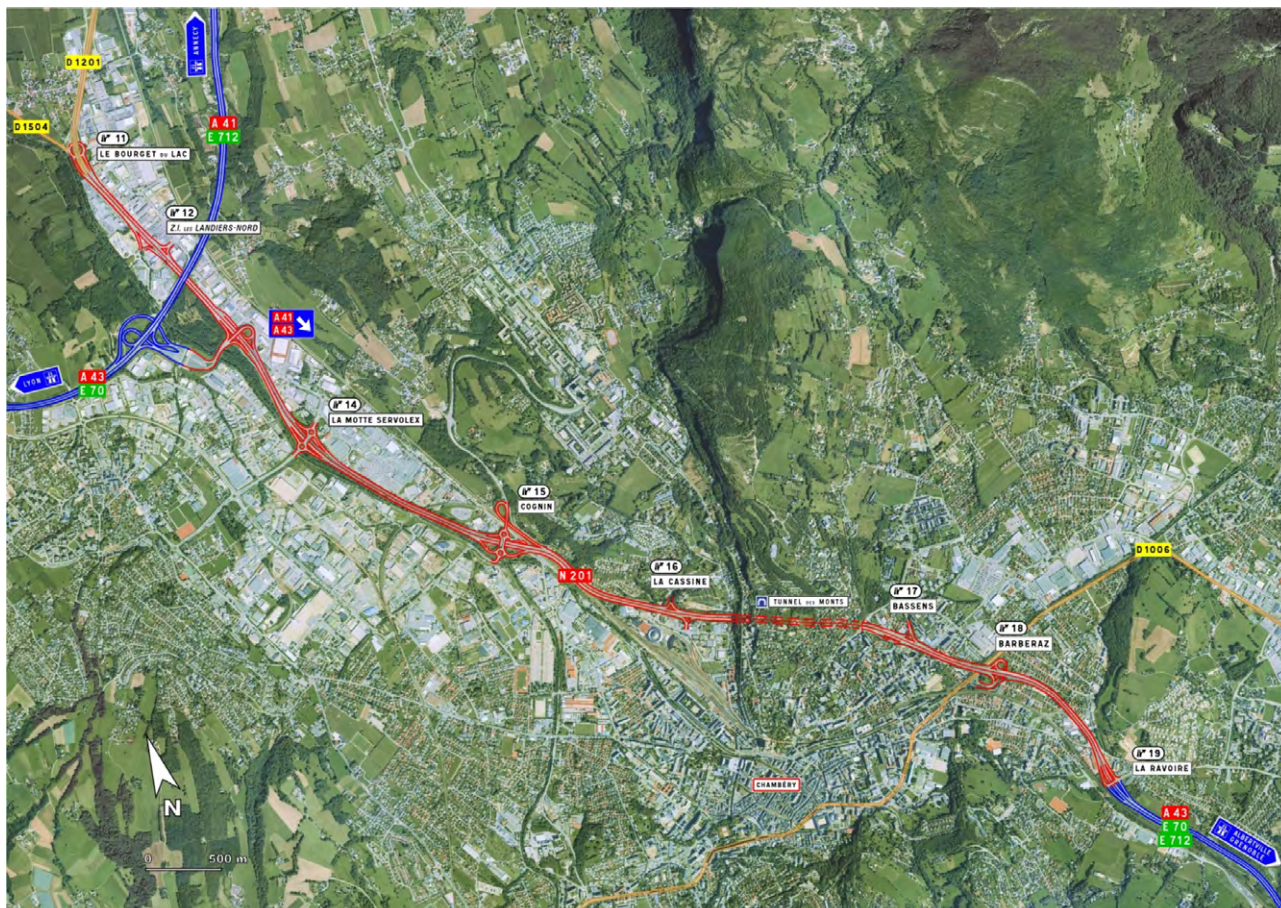 D 1201
ANNECY
D 1504
A 41
E 712
11
LE BOURGET DU LAC
12
Z.I. LES LANDIERS-NORD
A 41
A 43
LYON
A 43
E 70
14
LA MOTTE SERVOLEX
15
COGNIN
N 201
16
LA CASSINE
TUNNEL DES MONTS
17
BASSENS
D 1006
18
BARBERAZ
19
LA RAVOIRE
CHAMBÉRY
A 43
E 70
E 712
ALBERTVILLE
GRENOBLE
N
0 500 m